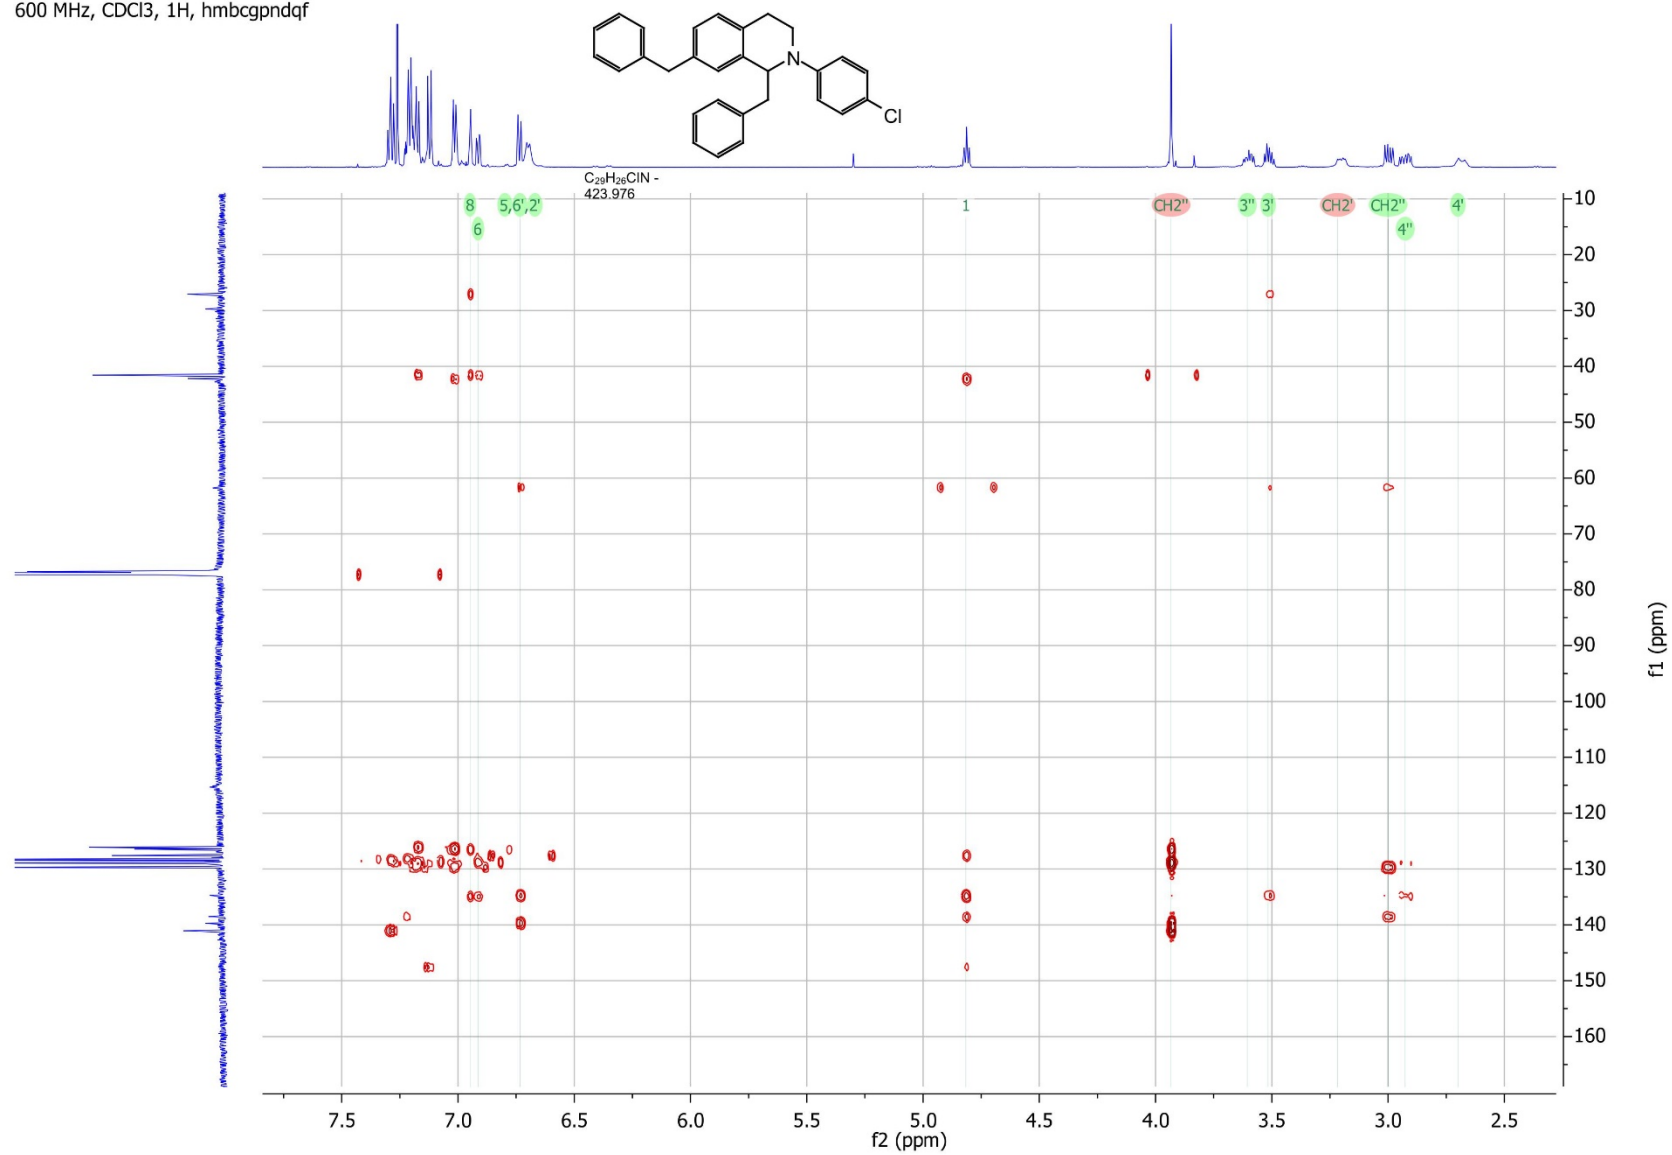 600 MHz, CDCl3, 1H, hmbcgpndqf
N
Cl
C₂₉H₂₆ClN -
423.976
8 5,6',2' 1 CH2" 3" 3' CH2' CH2" 4'
6 4"
10
20
30
40
50
60
70
80
90
100
110
120
130
140
150
160
f1 (ppm)
7.5 7.0 6.5 6.0 5.5 5.0 4.5 4.0 3.5 3.0 2.5
f2 (ppm)